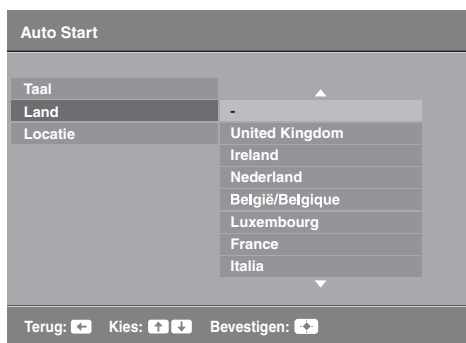 Auto Start
Taal
Land
Locatie
-
United Kingdom
Ireland
Nederland
België/Belgique
Luxembourg
France
Italia
Terug: Kies: Bevestigen: